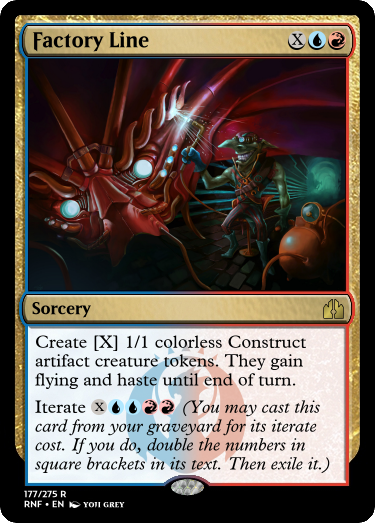 Factory Line X
Sorcery
Create [X] 1/1 colorless Construct
artifact creature tokens. They gain
flying and haste until end of turn.
Iterate X (You may cast this
card from your graveyard for its iterate
cost. If you do, double the numbers in
square brackets in its text. Then exile it.)
177/275 R
RNF • EN YOJI GREY